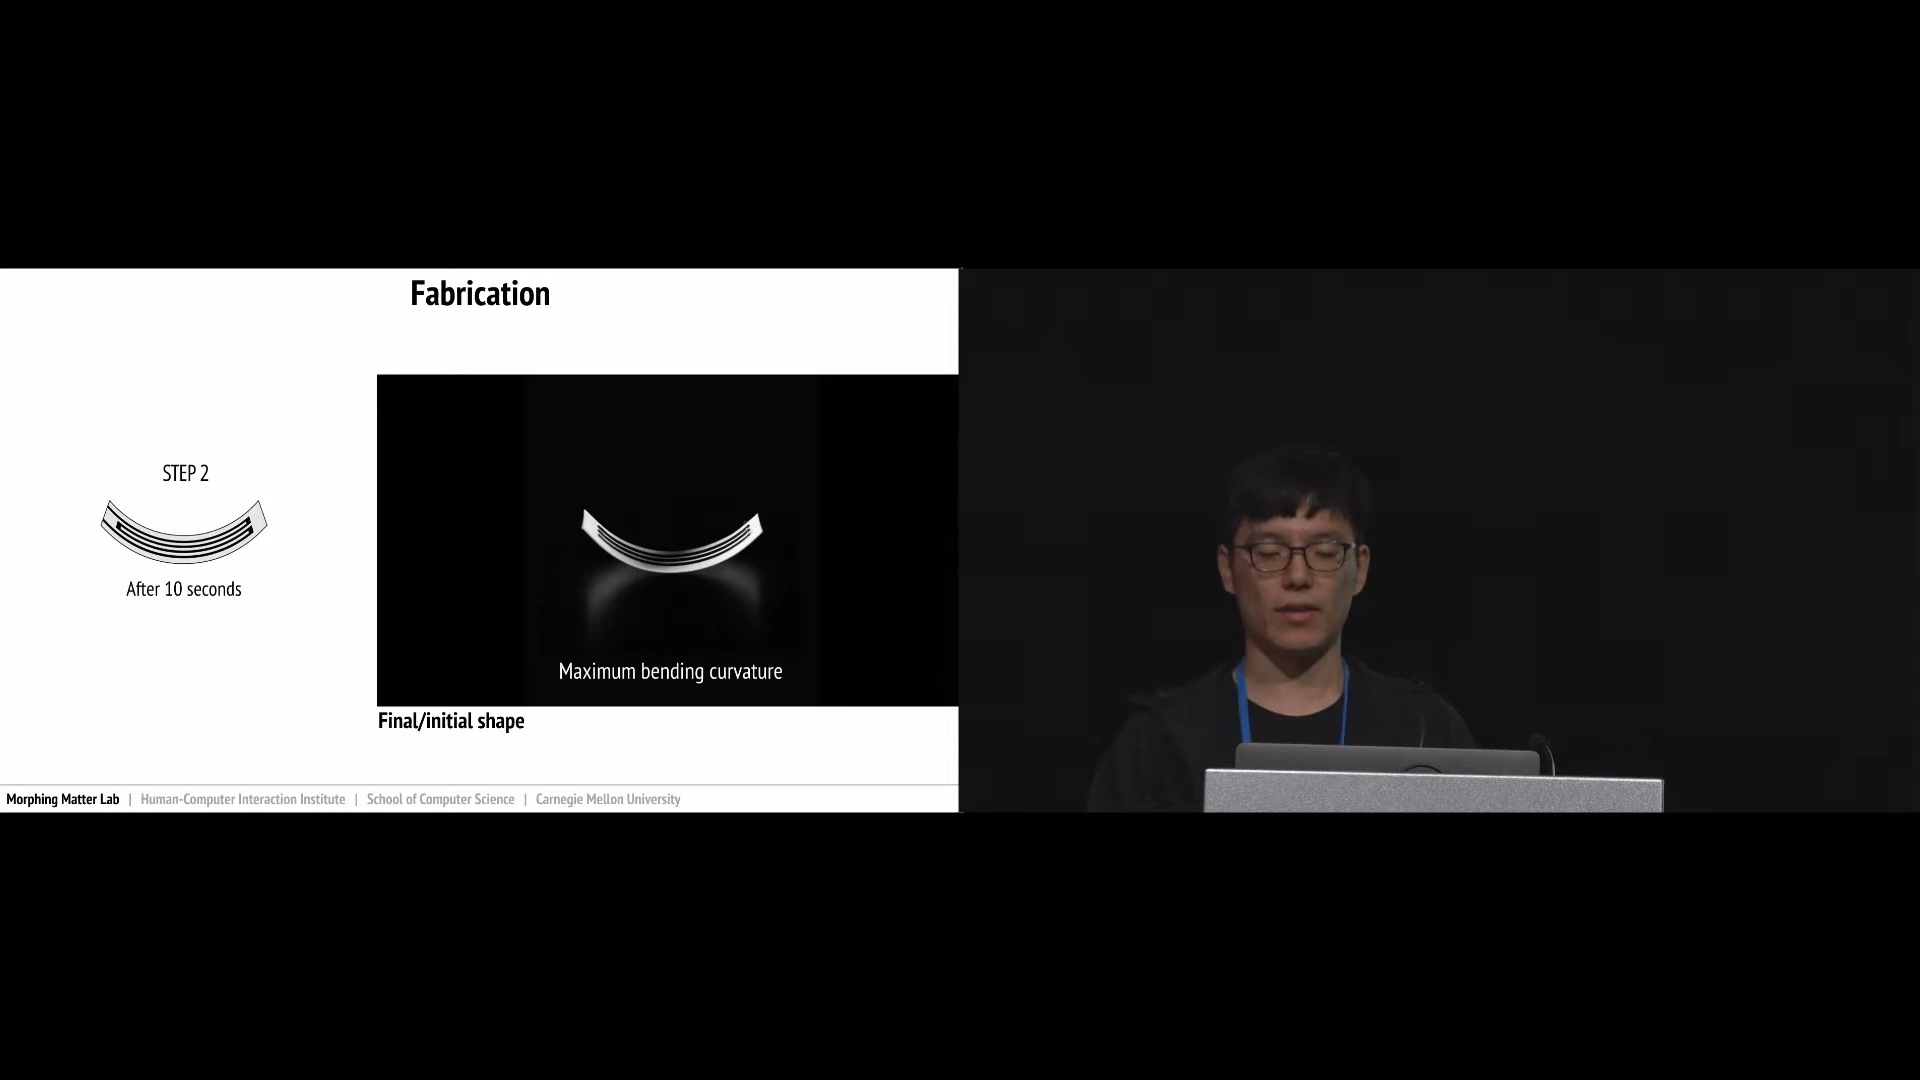 Fabrication
STEP 2
After 10 seconds
Maximum bending curvature
Final/initial shape
Morphing Matter Lab | Human-Computer Interaction Institute | School of Computer Science | Carnegie Mellon University